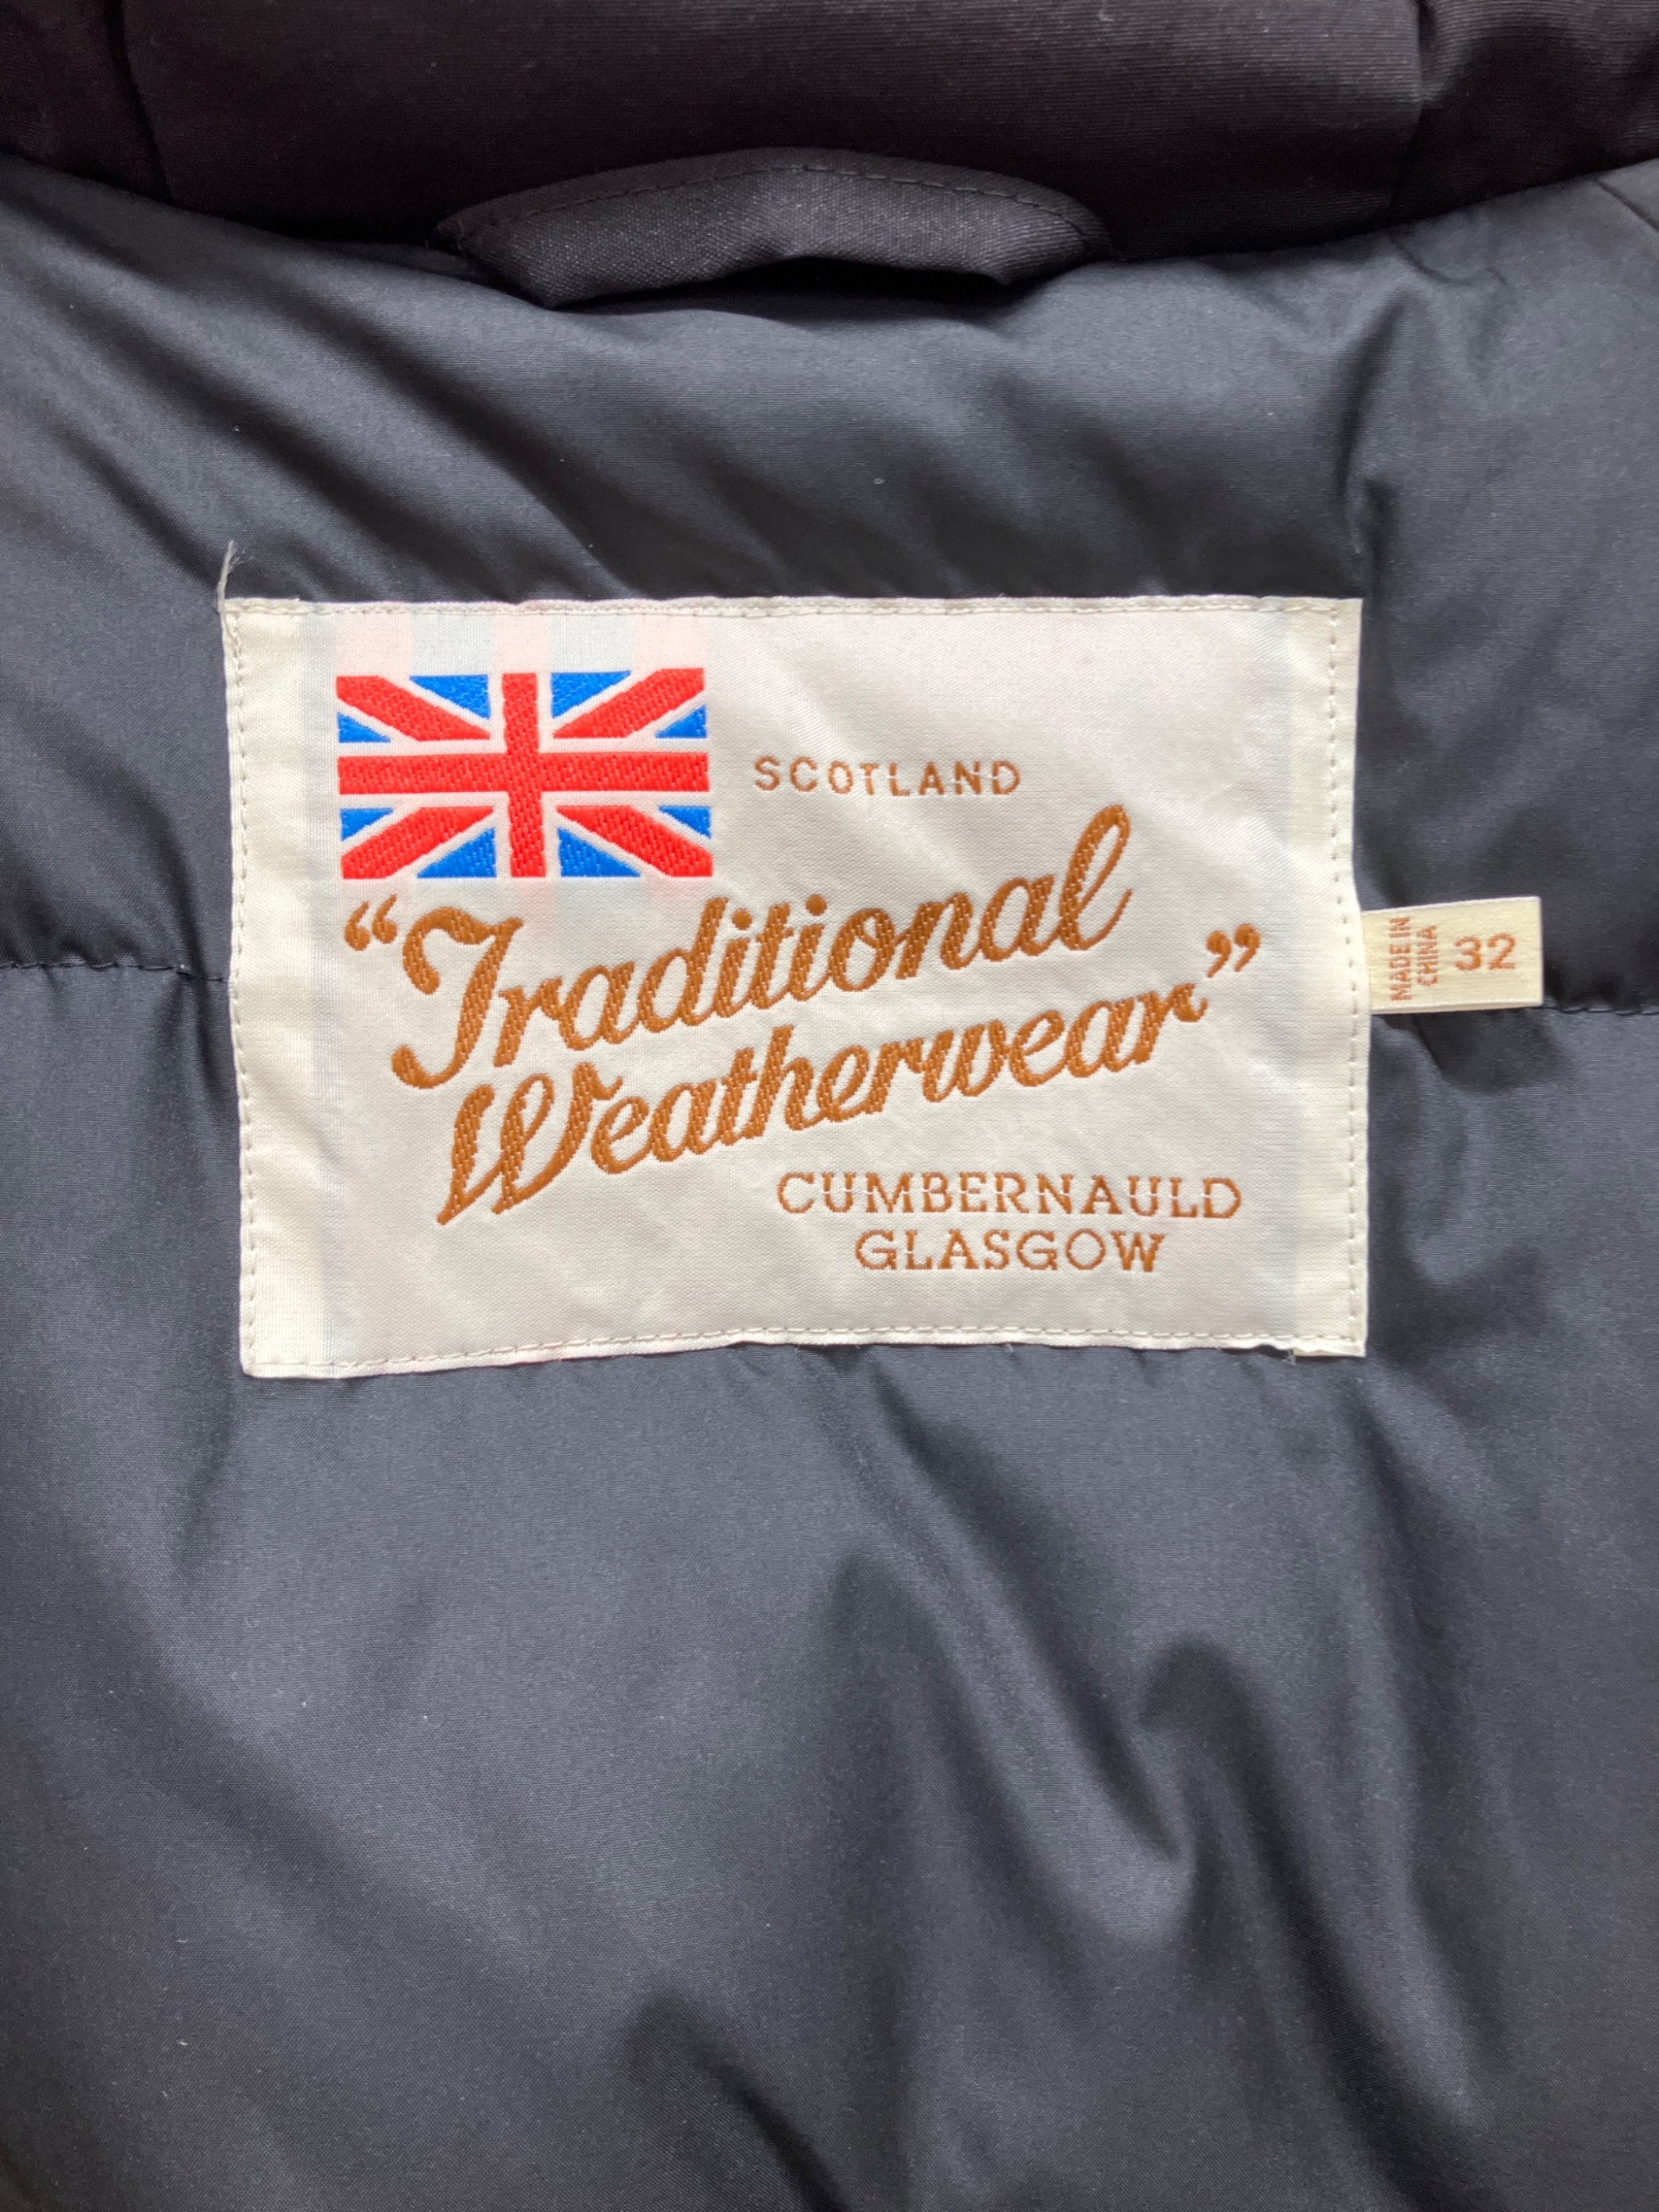 SCOTLAND
“Traditional
Weatherwear”
CUMBERNAULD
GLASGOW
MADE IN
CHINA
32